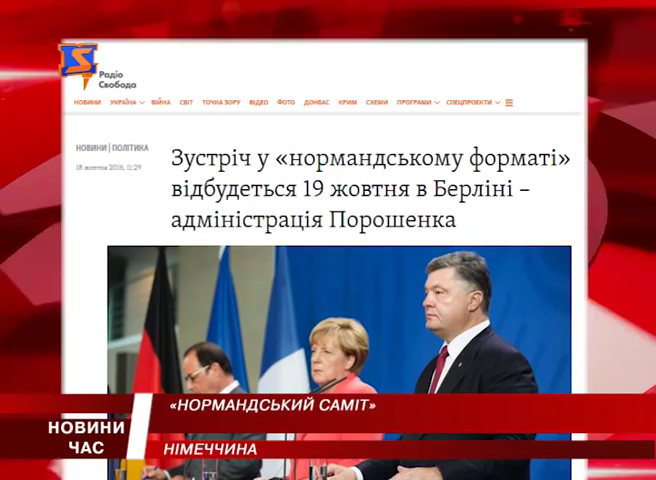 Радіо
Свобода
НОВИНИ УКРАЇНА ВІЙНА СВІТ ТОЧКА ЗОРУ ВІДЕО ФОТО ДОНБАС КРИМ СХЕМИ ПРОГРАМИ СПЕЦПРОЕКТИ
НОВИНИ | ПОЛІТИКА
18 жовтня 2016, 11:29
Зустріч у «нормандському форматі»
відбудеться 19 жовтня в Берліні –
адміністрація Порошенка
«НОРМАНДСЬКИЙ САМІТ»
НОВИНИ
ЧАС
НІМЕЧЧИНА